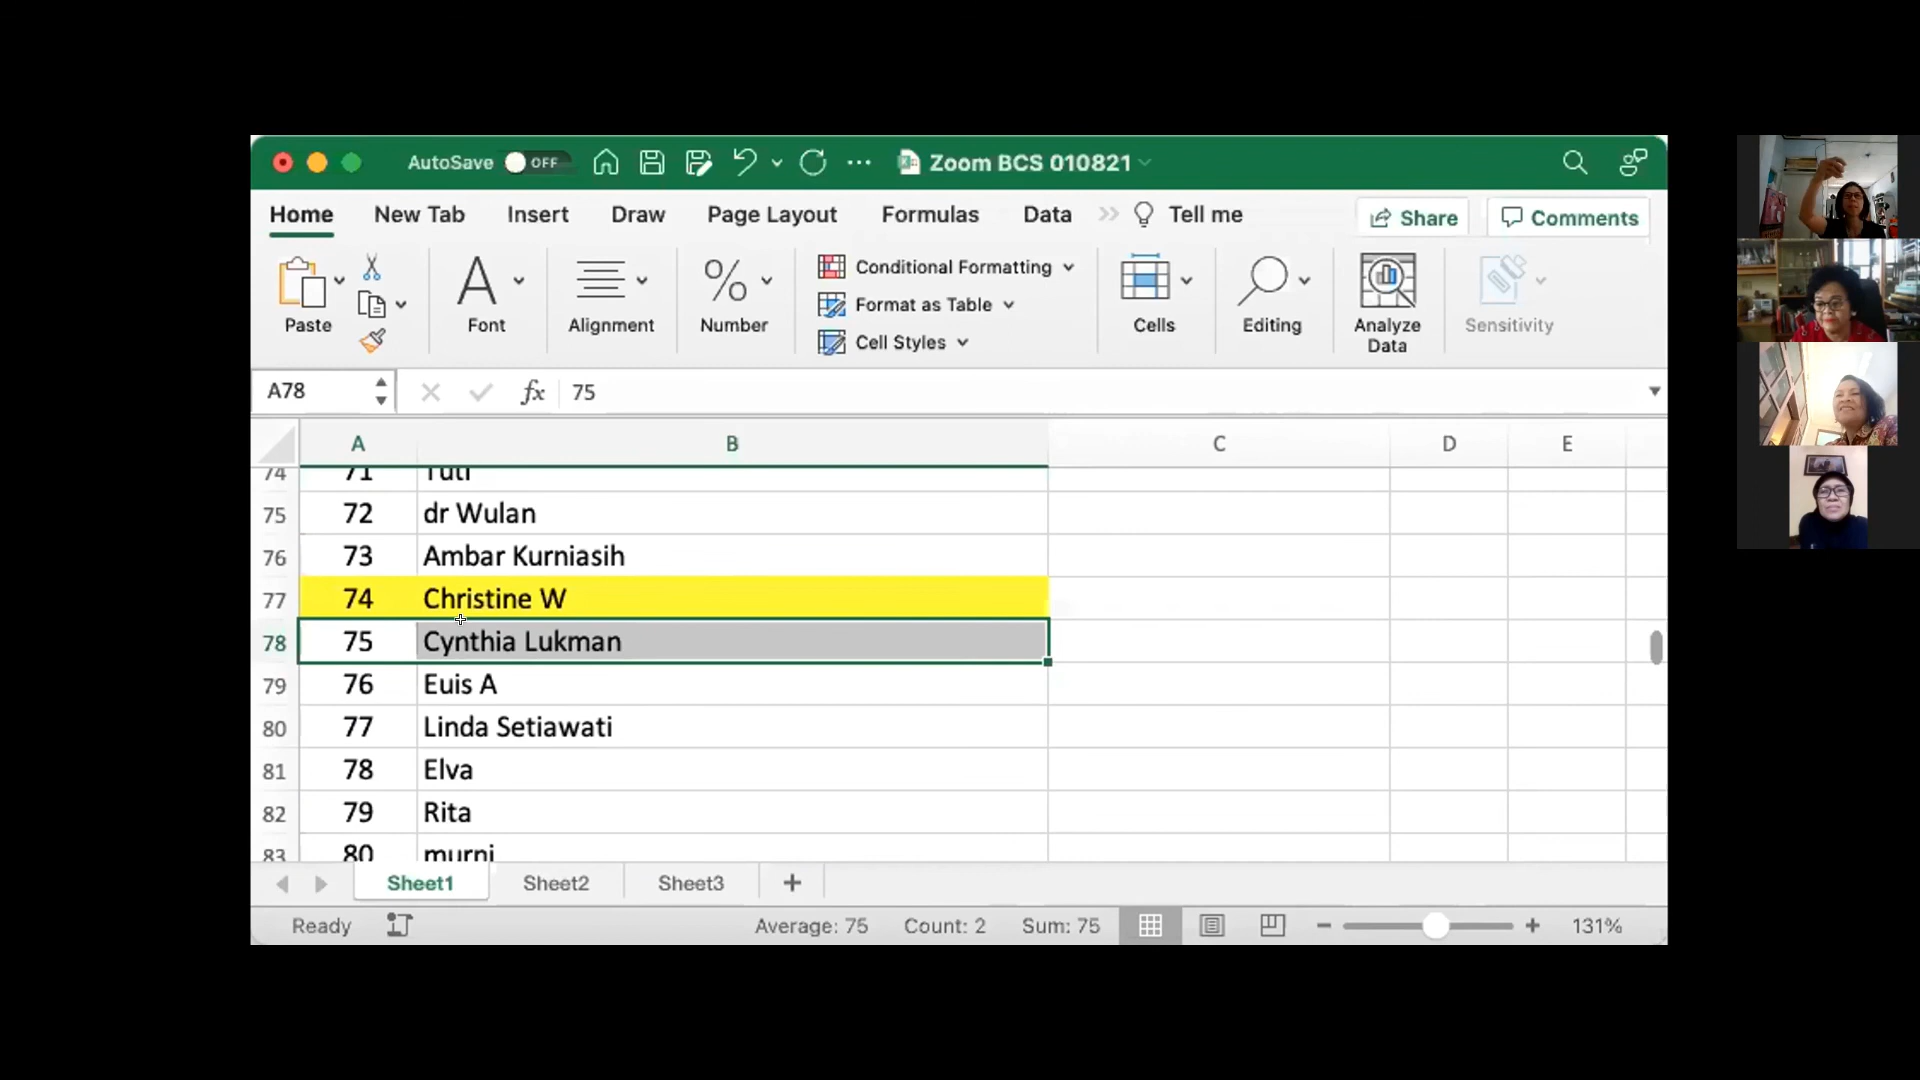 AutoSave OFF Zoom BCS 010821
Home New Tab Insert Draw Page Layout Formulas Data Tell me Share Comments
Paste Font Alignment Number Conditional Formatting Format as Table Cell Styles Cells Editing Analyze Data Sensitivity
A78 fx 75
A B C D E
74 71 Tuti
75 72 dr Wulan
76 73 Ambar Kurniasih
77 74 Christine W
78 75 Cynthia Lukman
79 76 Euis A
80 77 Linda Setiawati
81 78 Elva
82 79 Rita
83 80 murni
Sheet1 Sheet2 Sheet3
Ready Average: 75 Count: 2 Sum: 75 131%